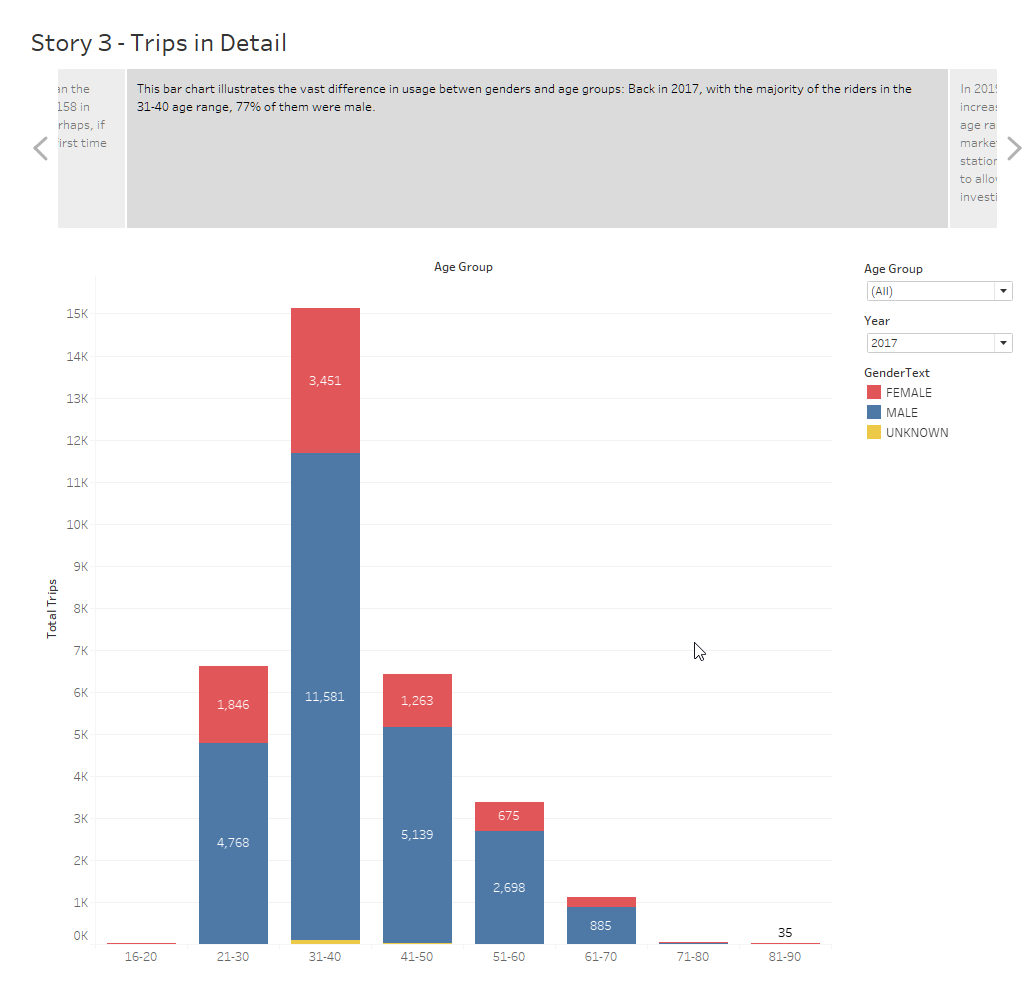 Story 3 - Trips in Detail
an the
158 in
rhaps, if
first time
This bar chart illustrates the vast difference in usage betwen genders and age groups: Back in 2017, with the majority of the riders in the
31-40 age range, 77% of them were male.
In 2019
increas
age ra
market
station
to allow
investi
Age Group
15K
14K
13K
12K
11K
10K
9K
8K
7K
6K
5K
4K
3K
2K
1K
0K
Total Trips
3,451
11,581
1,846
4,768
1,263
5,139
675
2,698
885
35
16-20
21-30
31-40
41-50
51-60
61-70
71-80
81-90
Age Group
(All)
Year
2017
GenderText
FEMALE
MALE
UNKNOWN